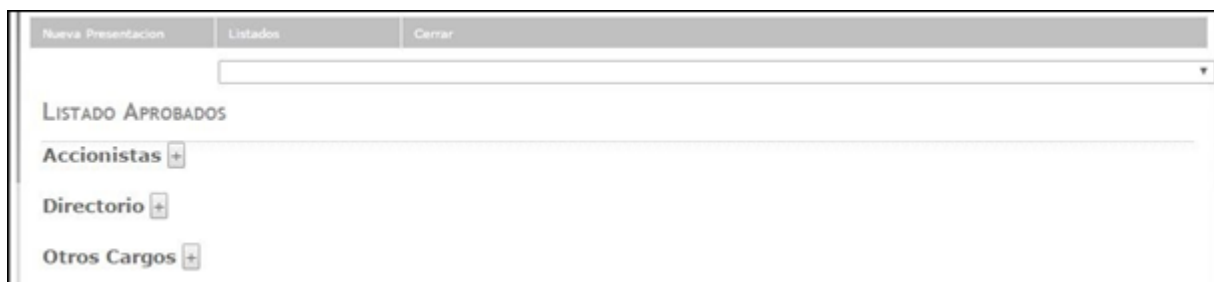 Nueva Presentacion Listados Cerrar
LISTADO APROBADOS
Accionistas +
Directorio +
Otros Cargos +